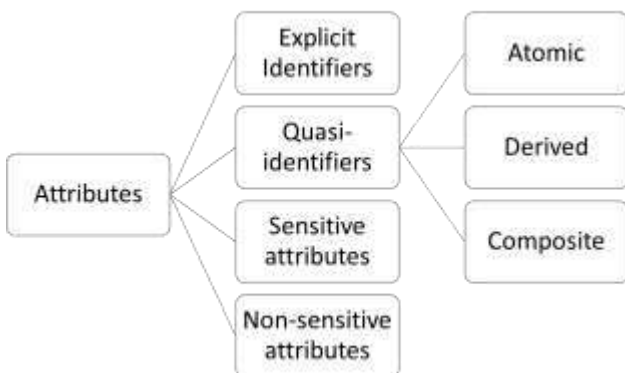 Attributes
Explicit
Identifiers
Quasi-
identifiers
Sensitive
attributes
Non-sensitive
attributes
Atomic
Derived
Composite